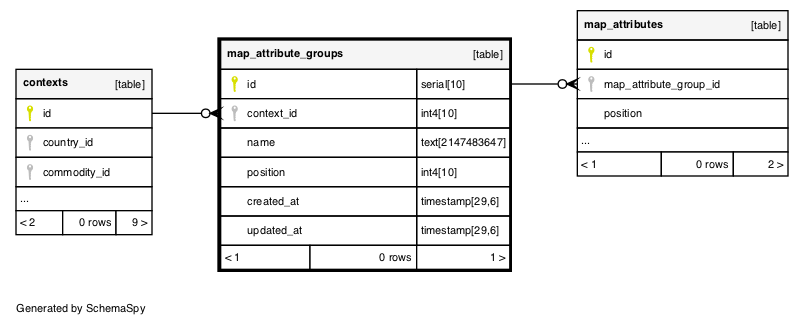 contexts [table]
id
country_id
commodity_id
...
< 2 0 rows 9 >
map_attribute_groups [table]
id serial[10]
context_id int4[10]
name text[2147483647]
position int4[10]
created_at timestamp[29,6]
updated_at timestamp[29,6]
< 1 0 rows 1 >
map_attributes [table]
id
map_attribute_group_id
position
...
< 1 0 rows 2 >
Generated by SchemaSpy